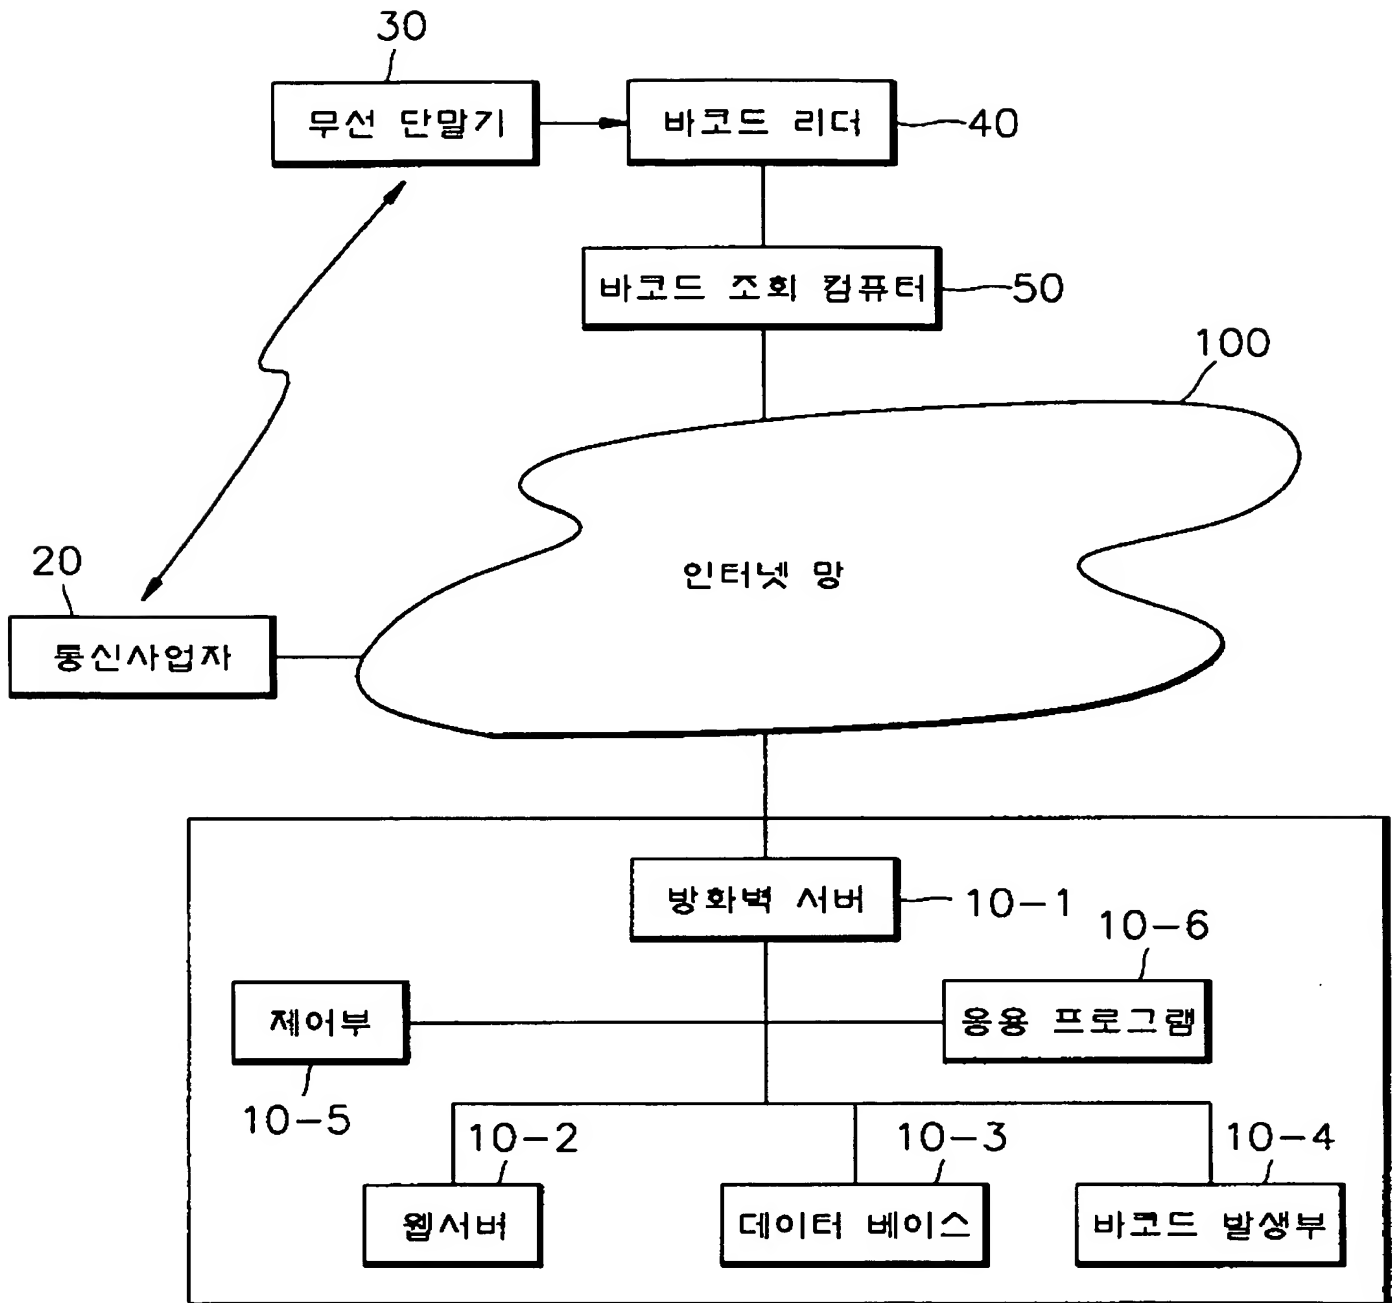 30
무선 단말기
바코드 리더
40
바코드 조회 컴퓨터
50
100
인터넷 망
20
통신사업자
방화벽 서버
10-1
10-6
제어부
응용 프로그램
10-5
10-2
10-3
10-4
웹서버
데이터 베이스
바코드 발생부